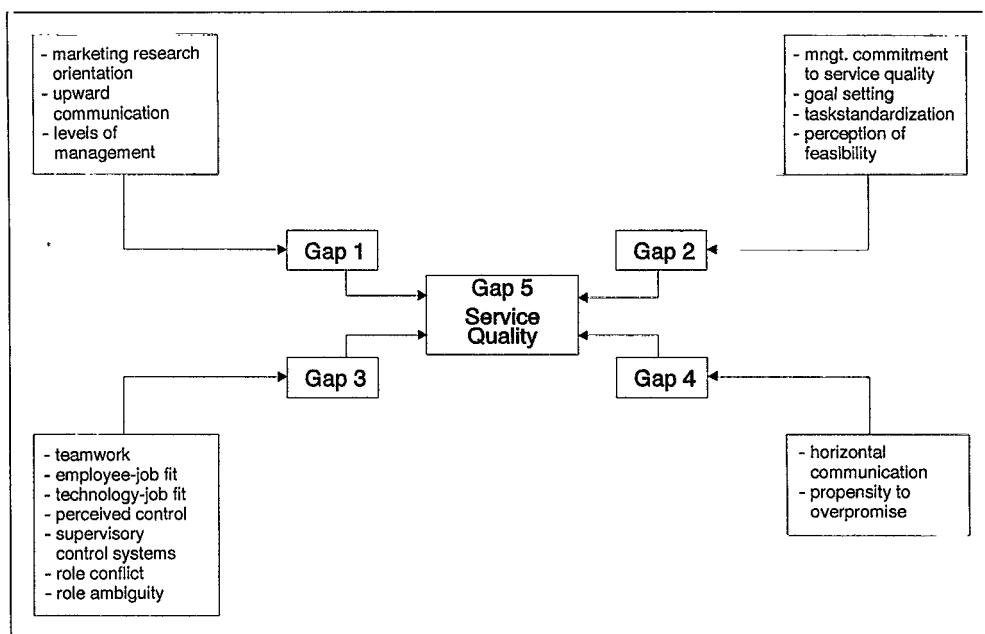 - marketing research
orientation
- upward
communication
- levels of
management
- mngt. commitment
to service quality
- goal setting
- taskstandardization
- perception of
feasibility
Gap 1
Gap 2
Gap 5
Service
Quality
Gap 3
Gap 4
- teamwork
- employee-job fit
- technology-job fit
- perceived control
- supervisory
control systems
- role conflict
- role ambiguity
- horizontal
communication
- propensity to
overpromise